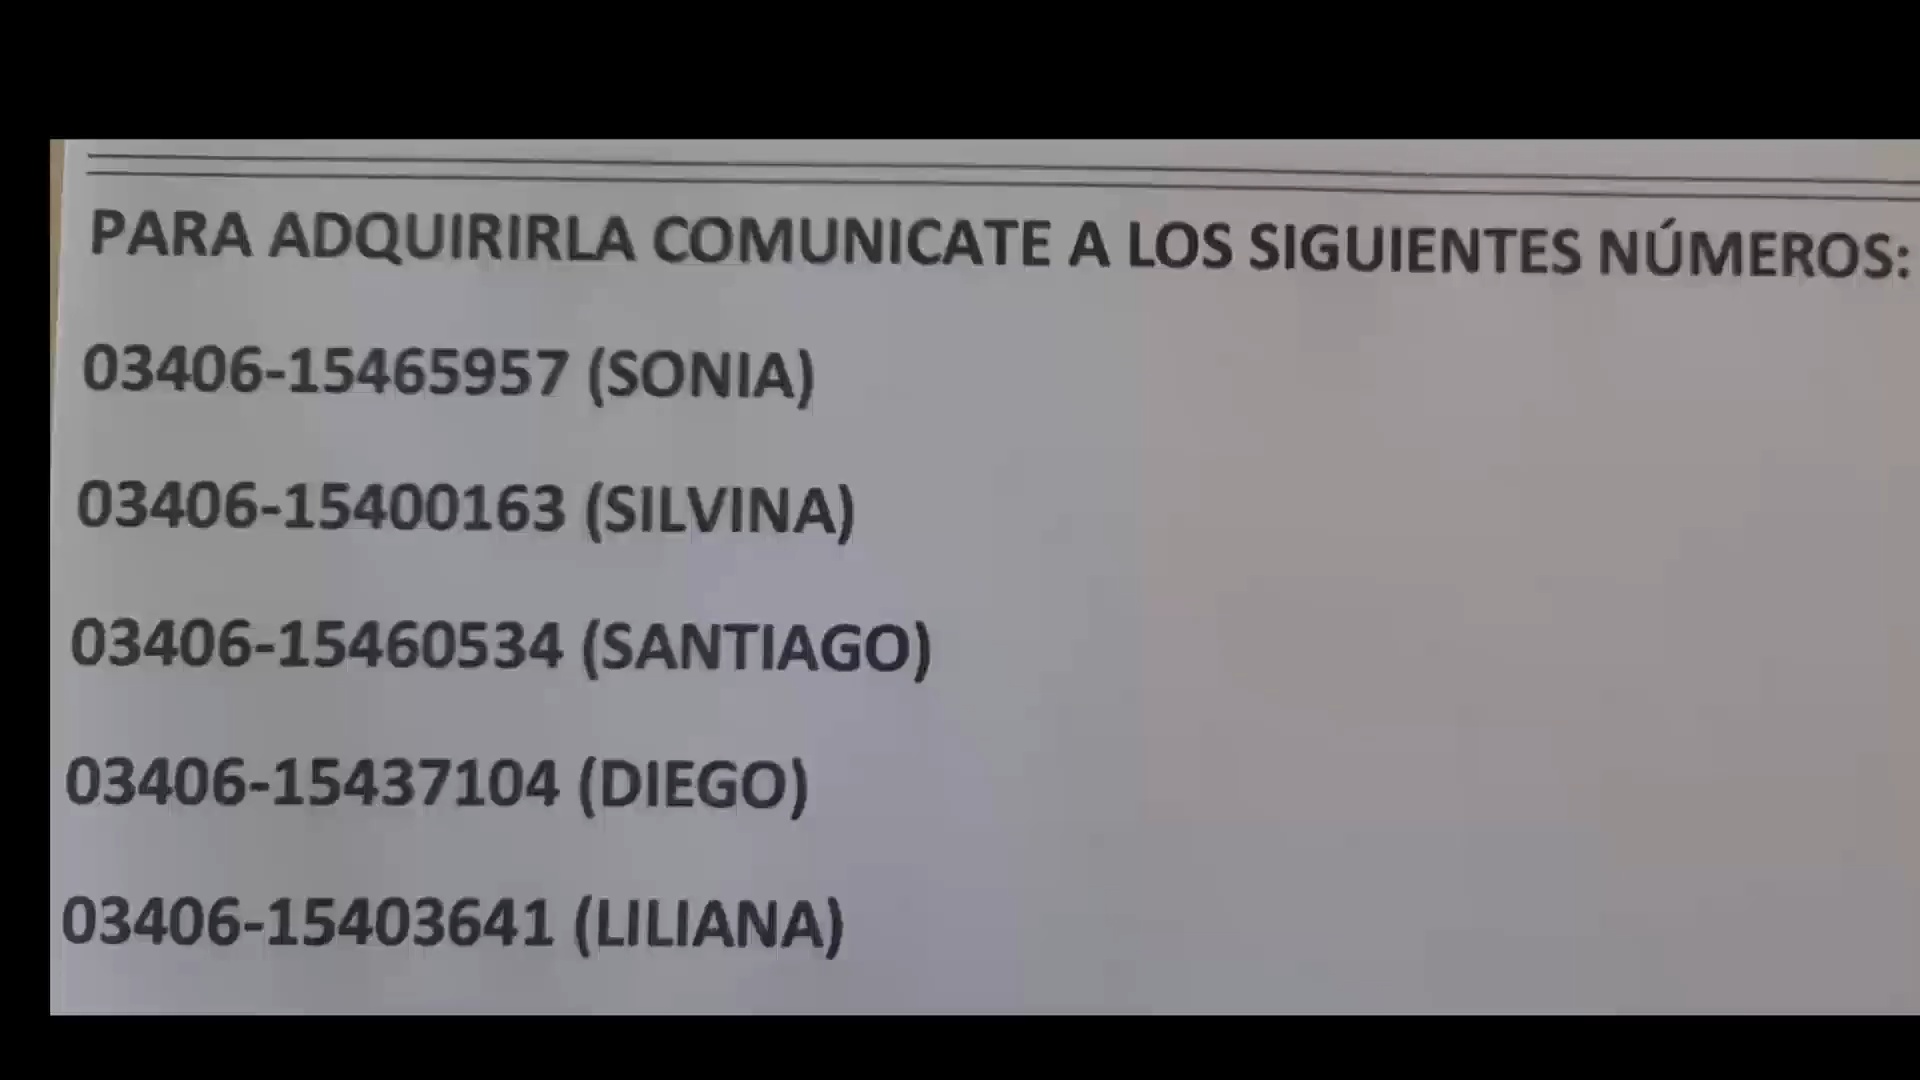 PARA ADQUIRIRLA COMUNICATE A LOS SIGUIENTES NÚMEROS:
03406-15465957 (SONIA)
03406-15400163 (SILVINA)
03406-15460534 (SANTIAGO)
03406-15437104 (DIEGO)
03406-15403641 (LILIANA)